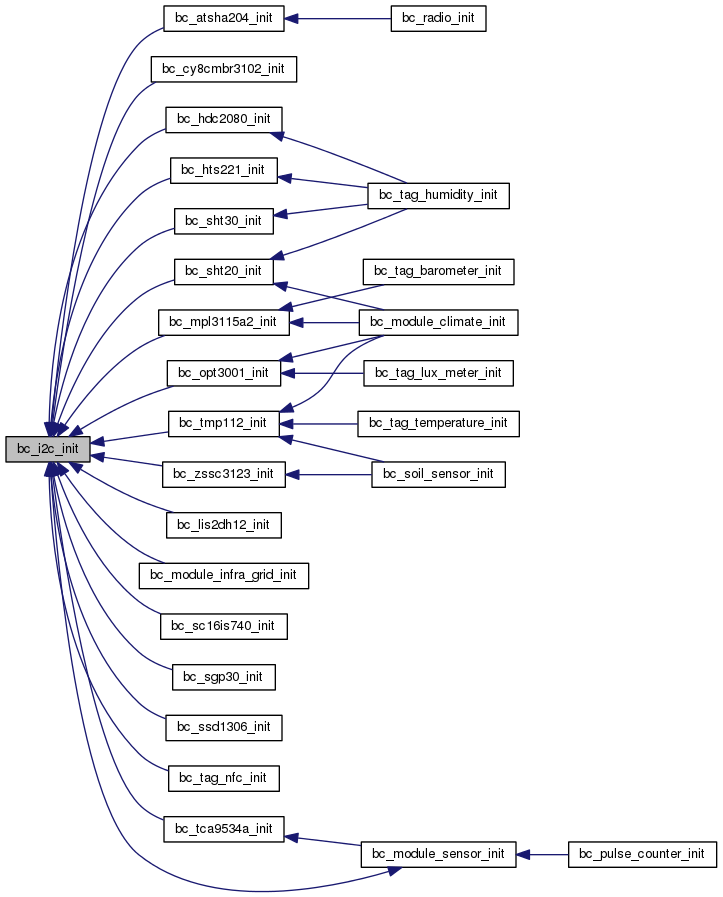 bc_atsha204_init
bc_radio_init
bc_cy8cmbr3102_init
bc_hdc2080_init
bc_hts221_init
bc_tag_humidity_init
bc_sht30_init
bc_sht20_init
bc_tag_barometer_init
bc_mpl3115a2_init
bc_module_climate_init
bc_opt3001_init
bc_tag_lux_meter_init
bc_tmp112_init
bc_tag_temperature_init
bc_i2c_init
bc_zssc3123_init
bc_soil_sensor_init
bc_lis2dh12_init
bc_module_infra_grid_init
bc_sc16is740_init
bc_sgp30_init
bc_ssd1306_init
bc_tag_nfc_init
bc_tca9534a_init
bc_module_sensor_init
bc_pulse_counter_init